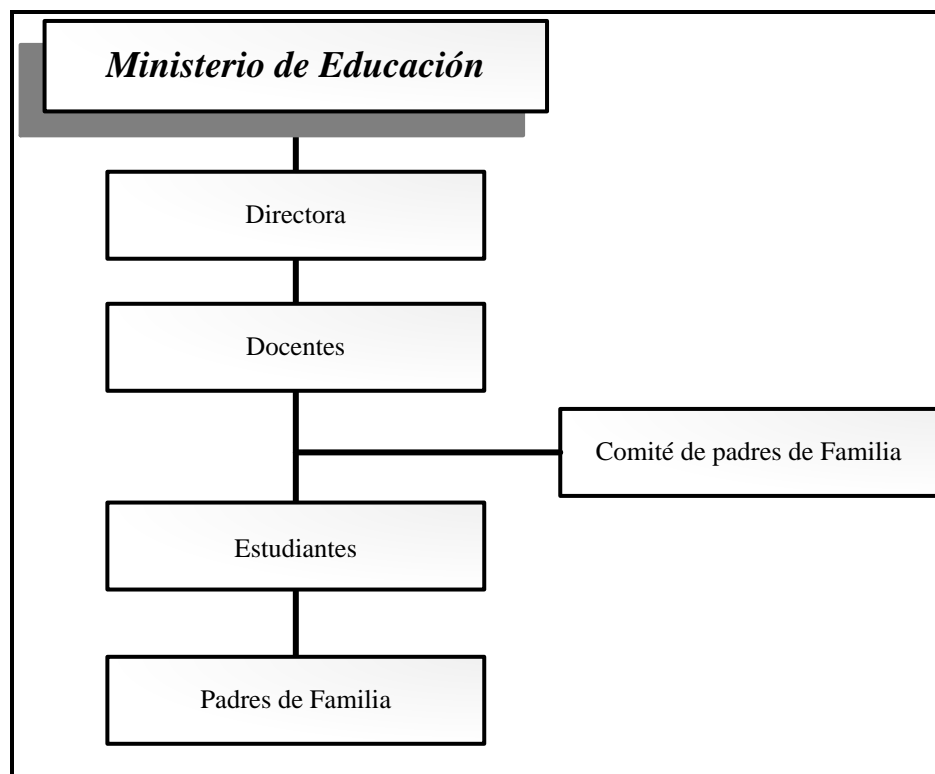 Ministerio de Educación
Directora
Docentes
Comité de padres de Familia
Estudiantes
Padres de Familia